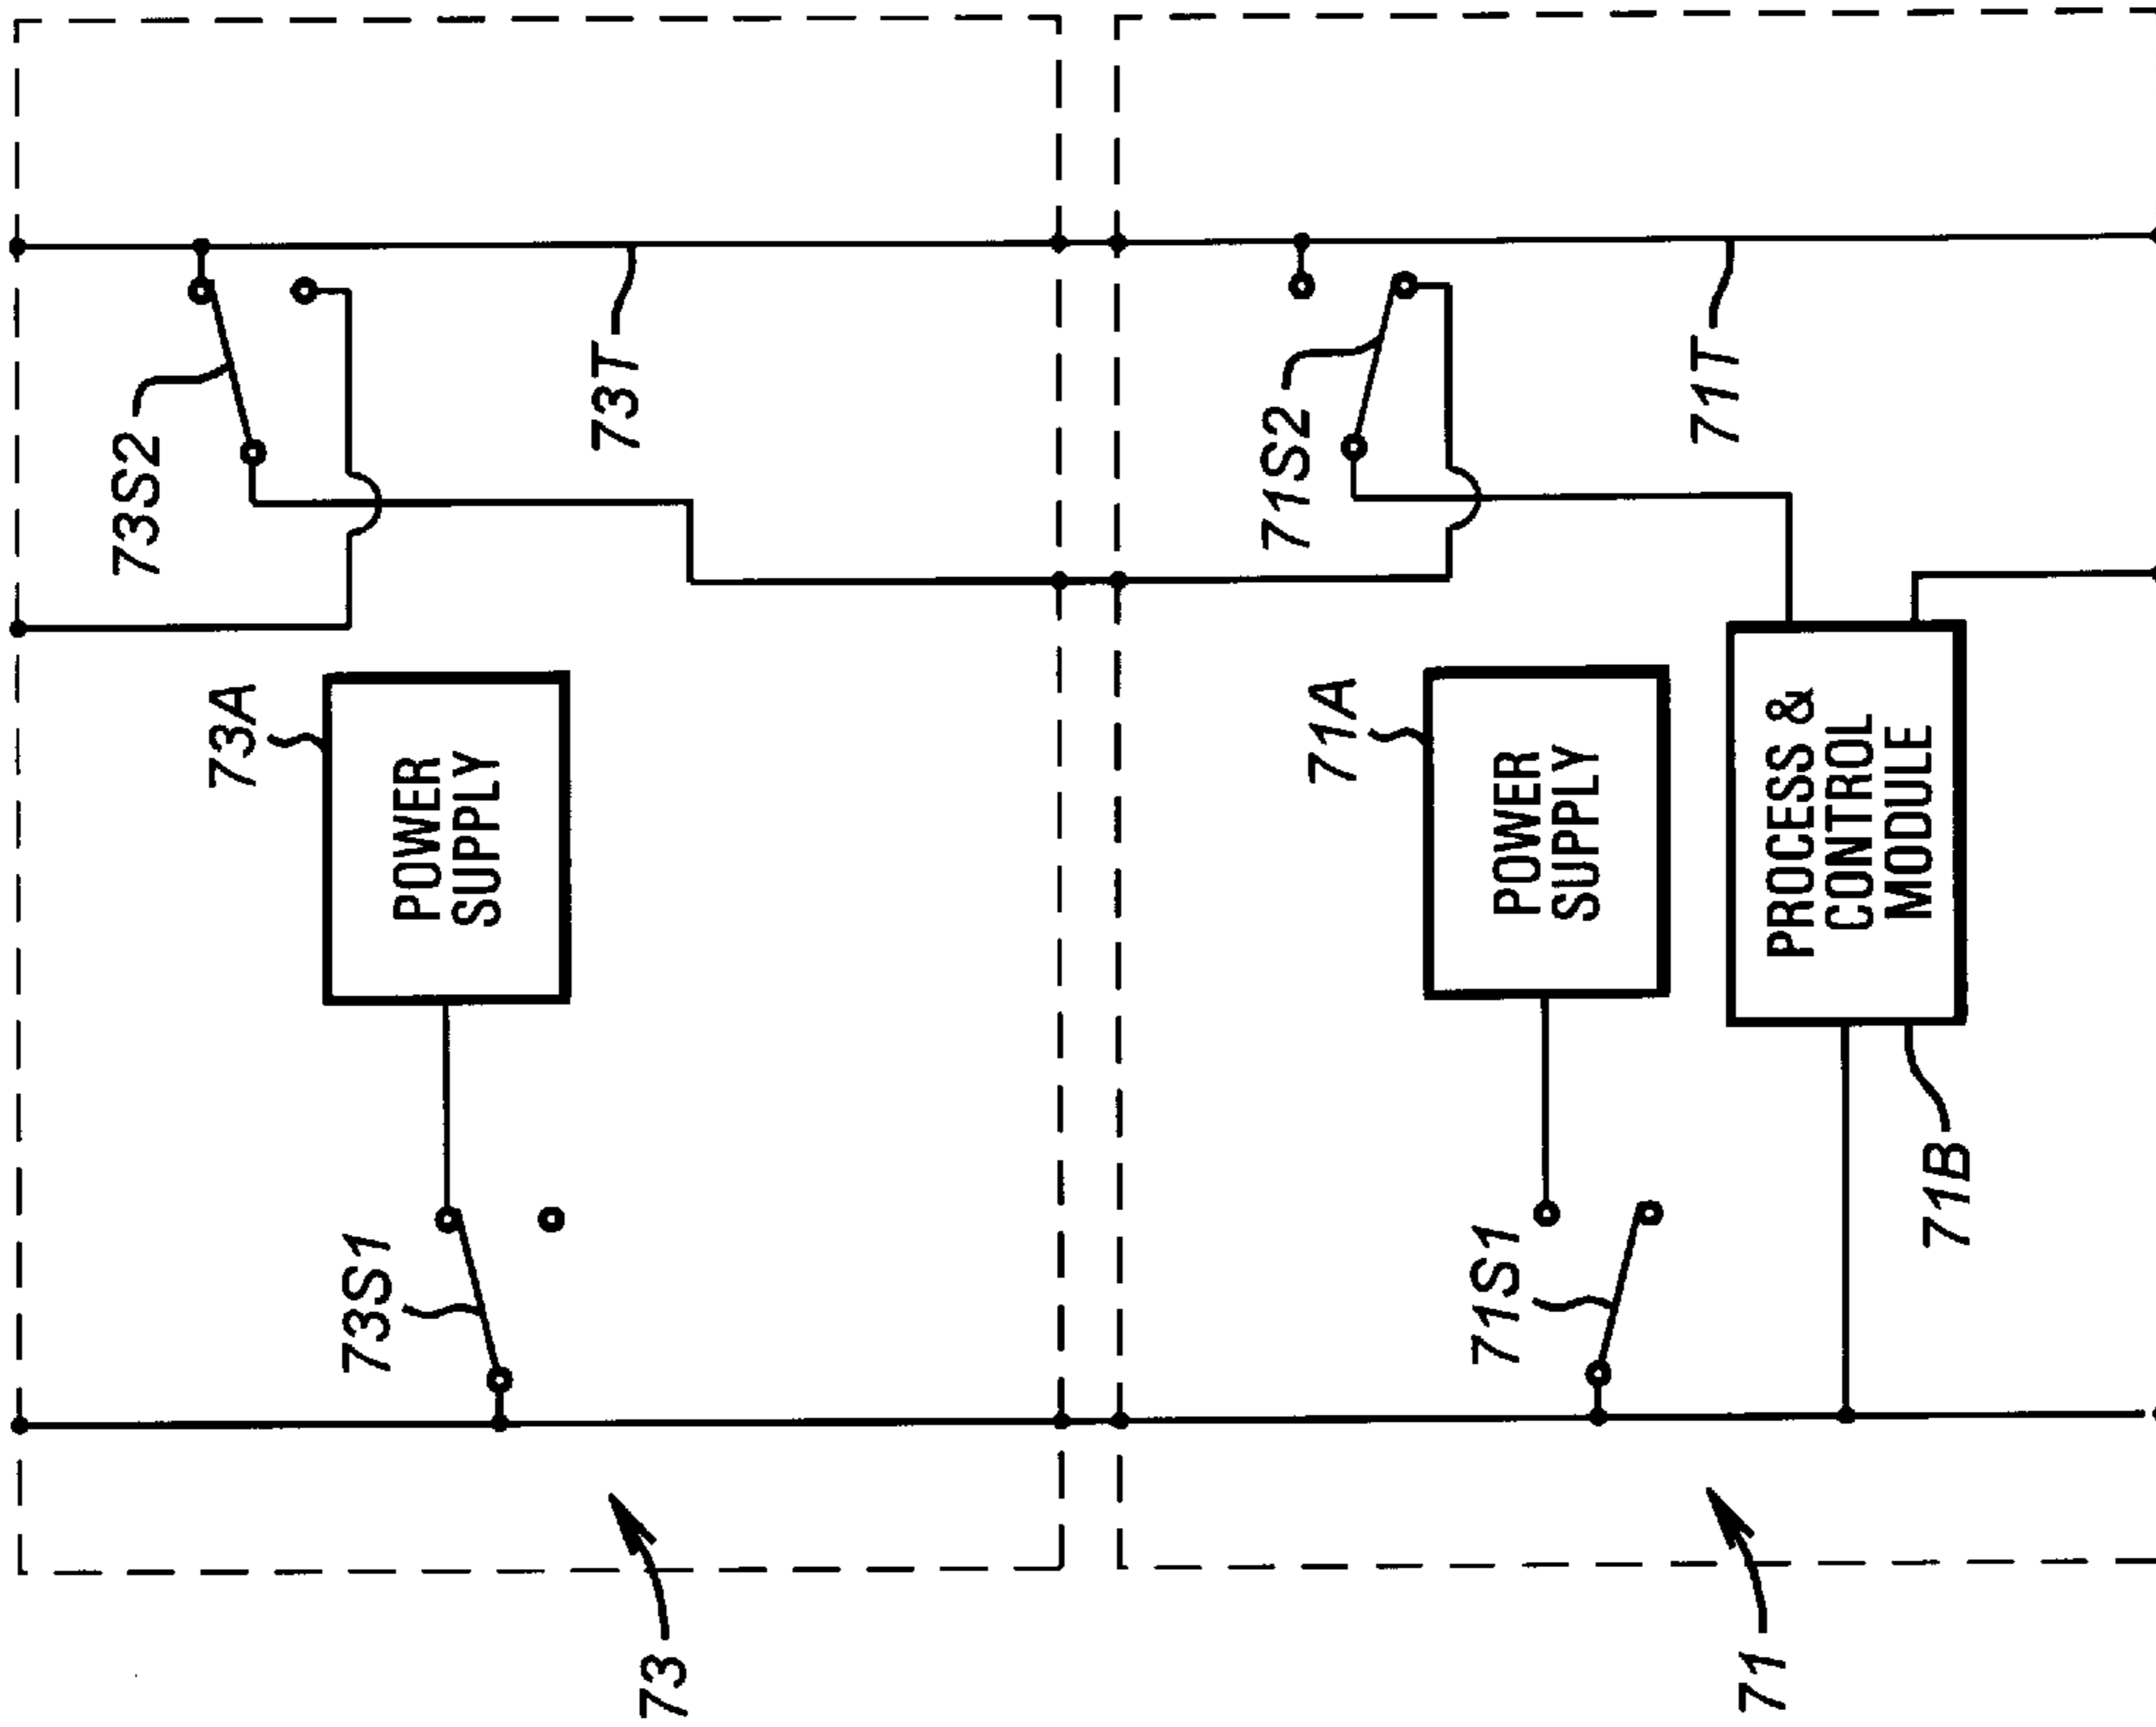 73S2
73T
73A
POWER
SUPPLY
73S1
73
71S2
71T
71A
POWER
SUPPLY
PROCESS &
CONTROL
MODULE
71S1
71B
71